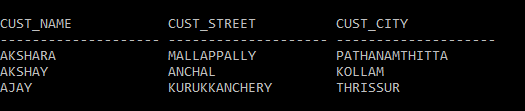 CUST_NAME CUST_STREET CUST_CITY
-------------------- -------------------- --------------------
AKSHARA MALLAPPALLY PATHANAMTHITTA
AKSHAY ANCHAL KOLLAM
AJAY KURUKKANCHERY THRISSUR